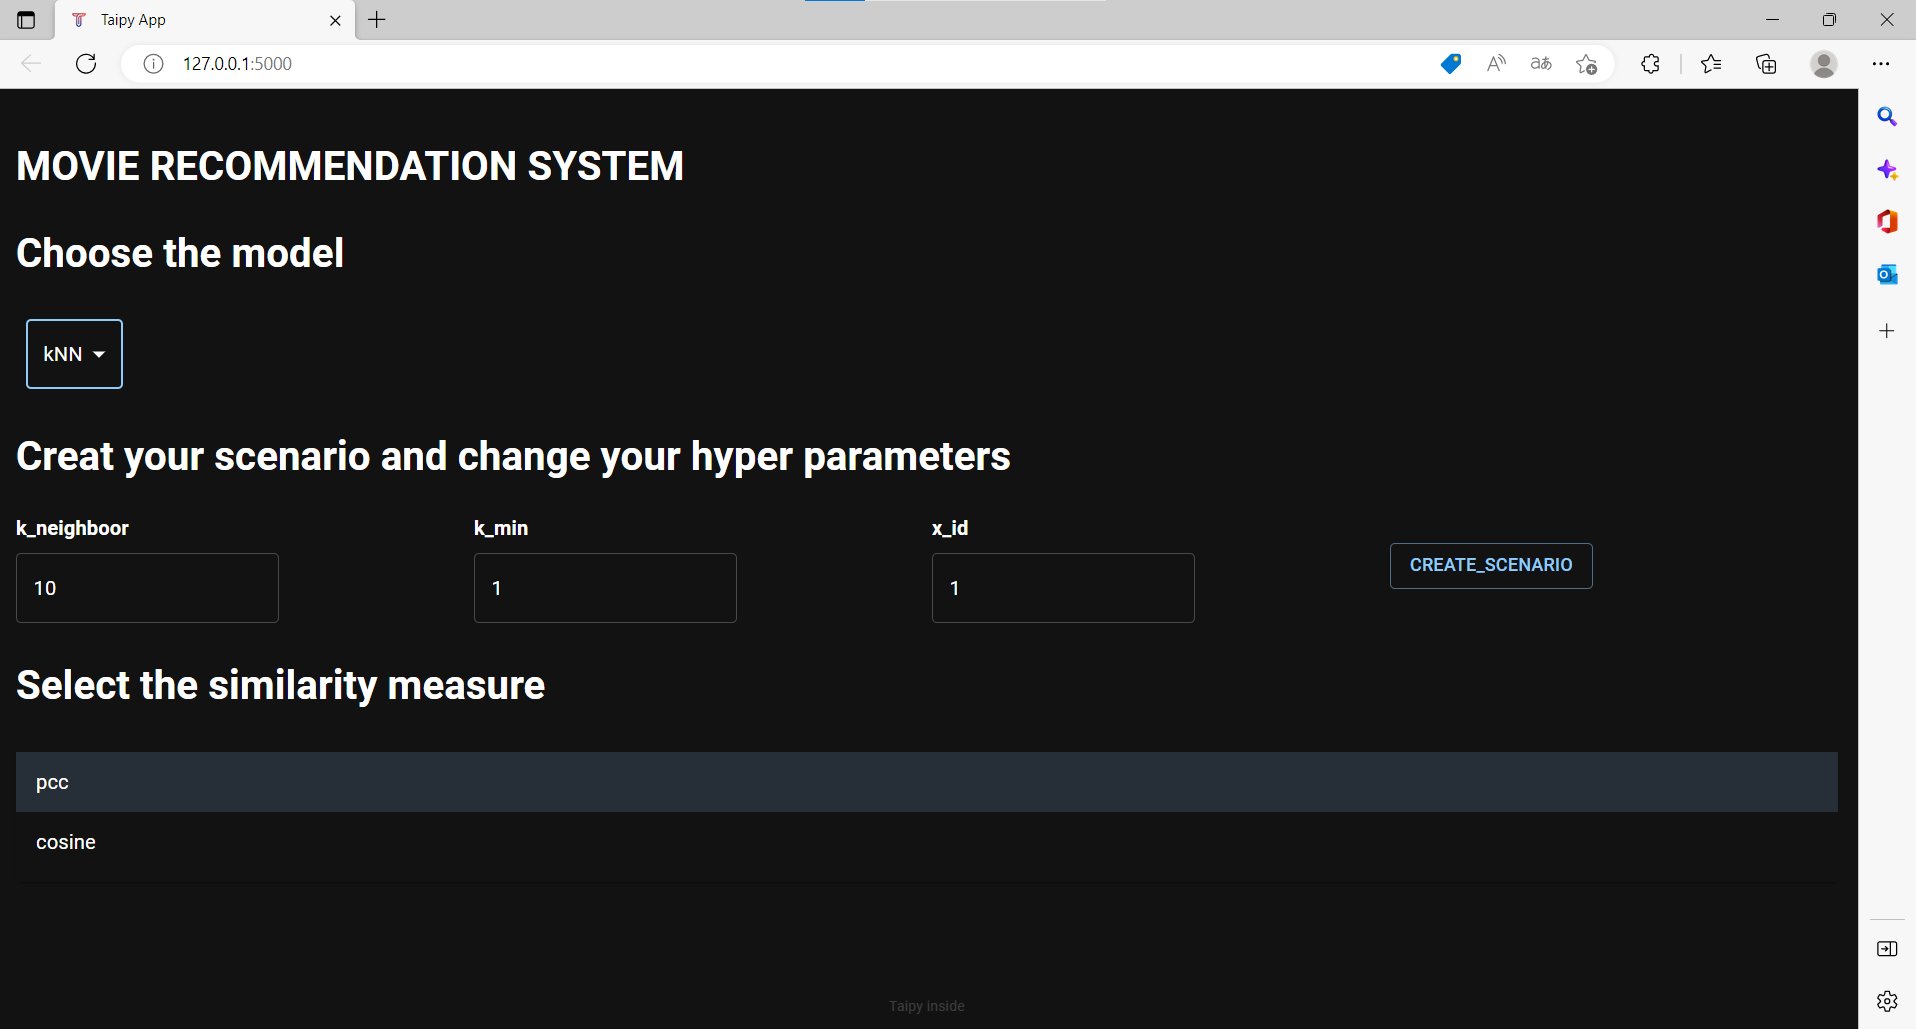 Taipy App
127.0.0.1:5000
MOVIE RECOMMENDATION SYSTEM
Choose the model
kNN
Creat your scenario and change your hyper parameters
k_neighboor k_min x_id
10 1 1 CREATE_SCENARIO
Select the similarity measure
pcc
cosine
Taipy inside